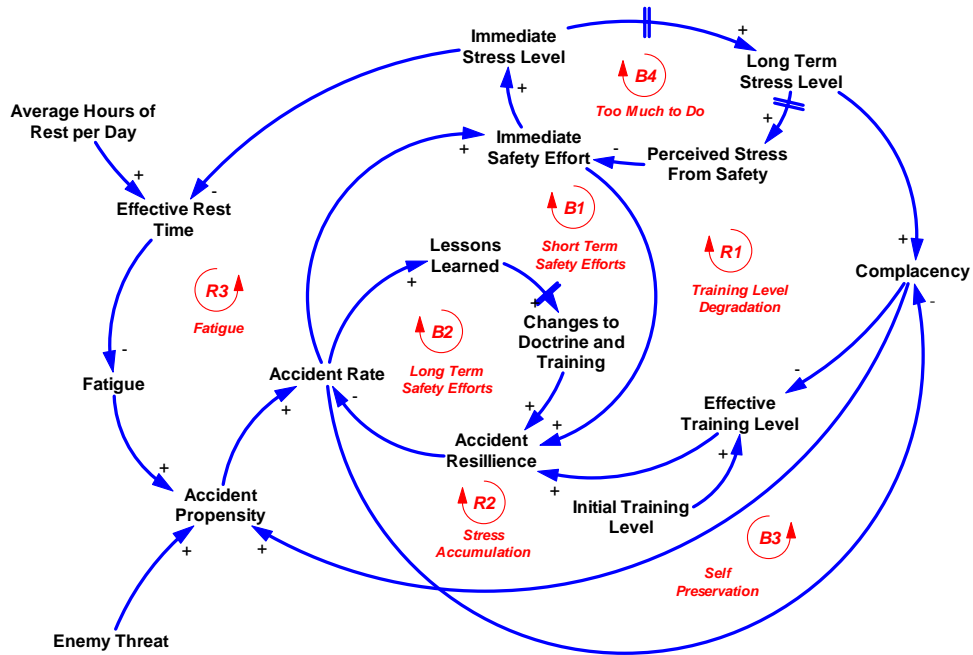 Immediate
Stress Level
+
+
B4
Too Much to Do
Long Term
Stress Level
+
Average Hours of
Rest per Day
+
Immediate
Safety Effort
-
Perceived Stress
From Safety
+
-
Effective Rest
Time
B1
Short Term
Safety Efforts
R1
Training Level
Degradation
+
Complacency
-
Lessons
Learned
+
R3
Fatigue
+
Changes to
Doctrine and
Training
B2
Long Term
Safety Efforts
-
Fatigue
Accident Rate
-
+
-
Effective
Training Level
+
+
+
Accident
Resillience
+
+
Accident
Propensity
+
+
R2
Stress
Accumulation
Initial Training
Level
B3
Self
Preservation
Enemy Threat